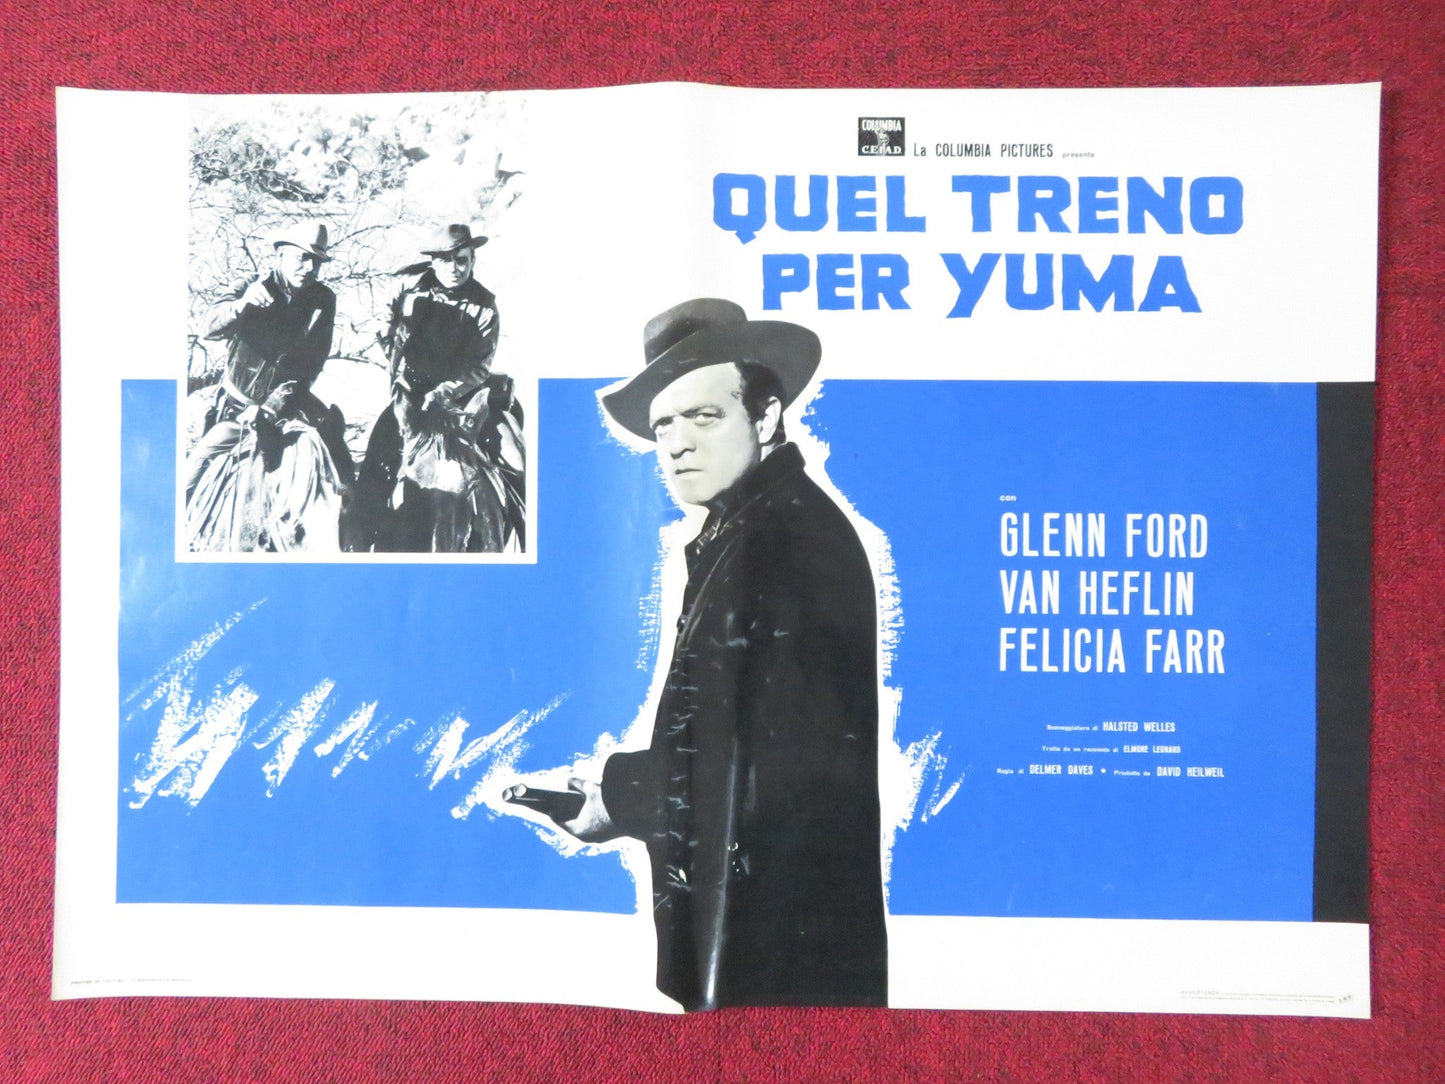 COLUMBIA
C.E.I.A.D.
La COLUMBIA PICTURES presenta
QUEL TRENO
PER YUMA
con
GLENN FORD
VAN HEFLIN
FELICIA FARR
Sceneggiatura di HALSTED WELLES
Tratto da un racconto di ELMORE LEONARD
Regia di DELMER DAVES • Prodotto da DAVID HEILWEIL
AVVERTENZA